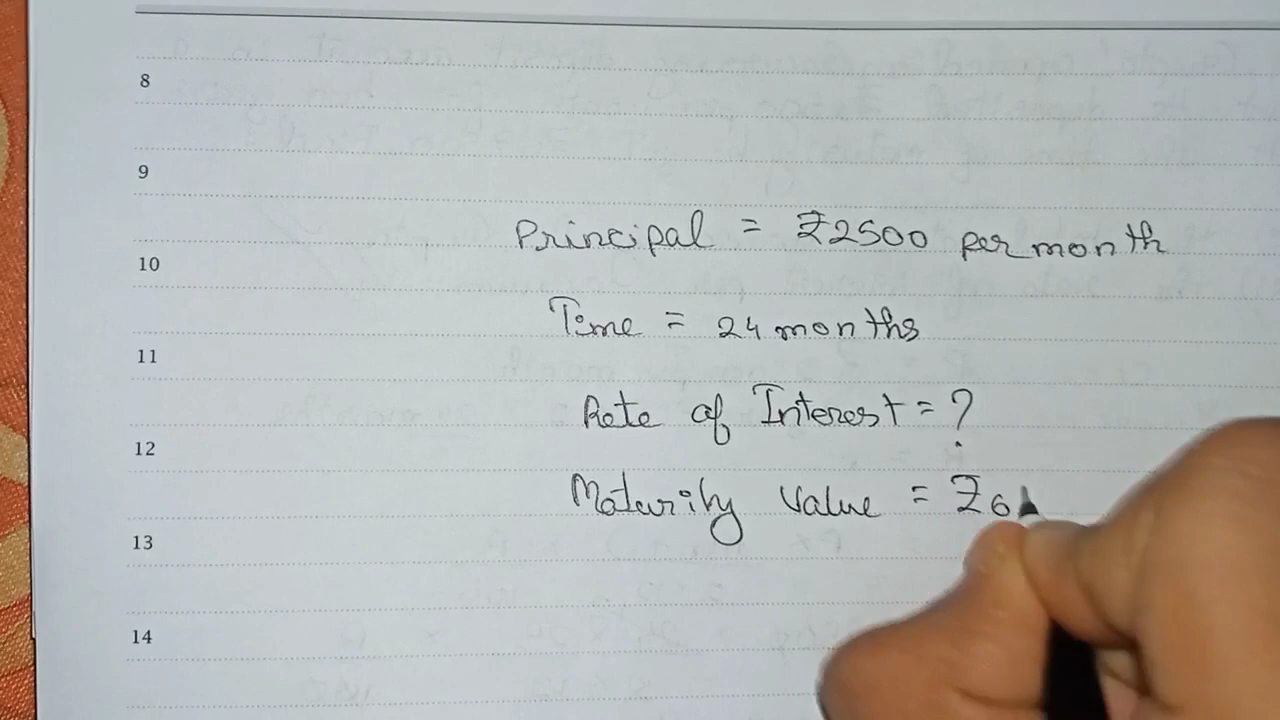 8
9
Principal = ₹2500 per month
10
Time = 24 months
11
Rete of Interest = ?
12
Maturity Value = ₹6
13
14